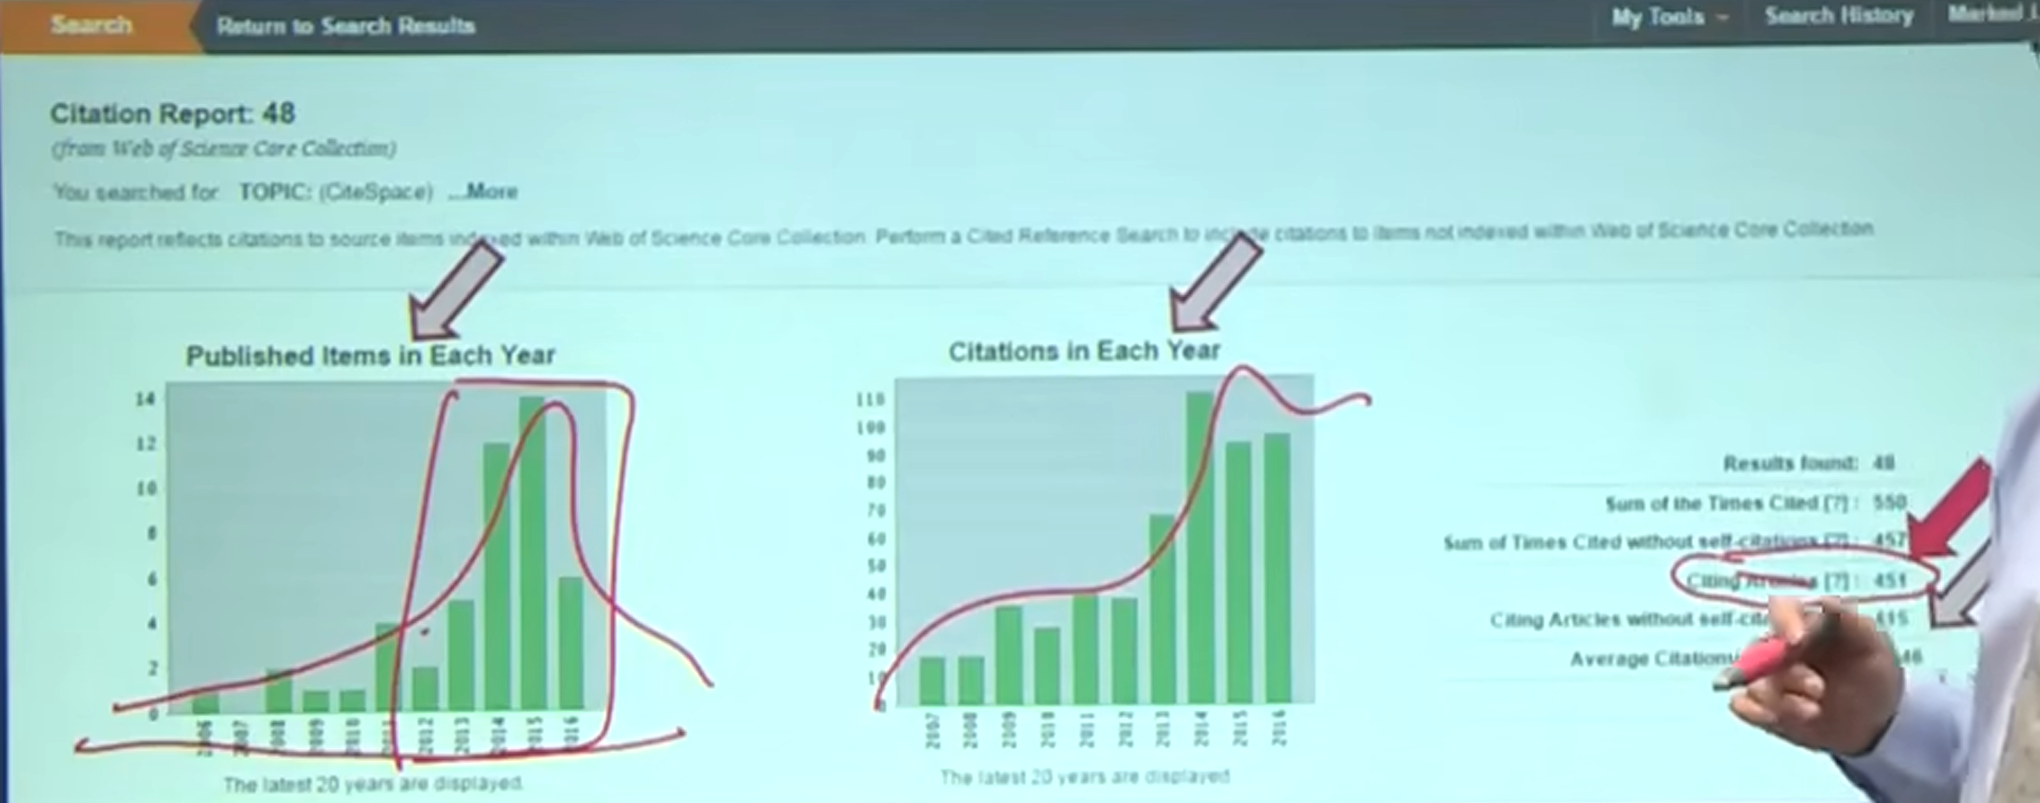 Search Return to Search Results My Tools Search History Marked
Citation Report: 48
(from Web of Science Core Collection)
You searched for TOPIC: (CiteSpace) ...More
This report reflects citations to source items indexed within Web of Science Core Collection. Perform a Cited Reference Search to include citations to items not indexed within Web of Science Core Collection
Published Items in Each Year
14
12
10
8
6
4
2
0
2006 2007 2008 2009 2010 2011 2012 2013 2014 2015 2016
The latest 20 years are displayed.
Citations in Each Year
110
100
90
80
70
60
50
40
30
20
10
0
2007 2008 2009 2010 2011 2012 2013 2014 2015 2016
The latest 20 years are displayed
Results found: 48
Sum of the Times Cited [?] : 550
Sum of Times Cited without self-citations [?] : 457
Citing Articles [?] : 451
Citing Articles without self-
Average Citations